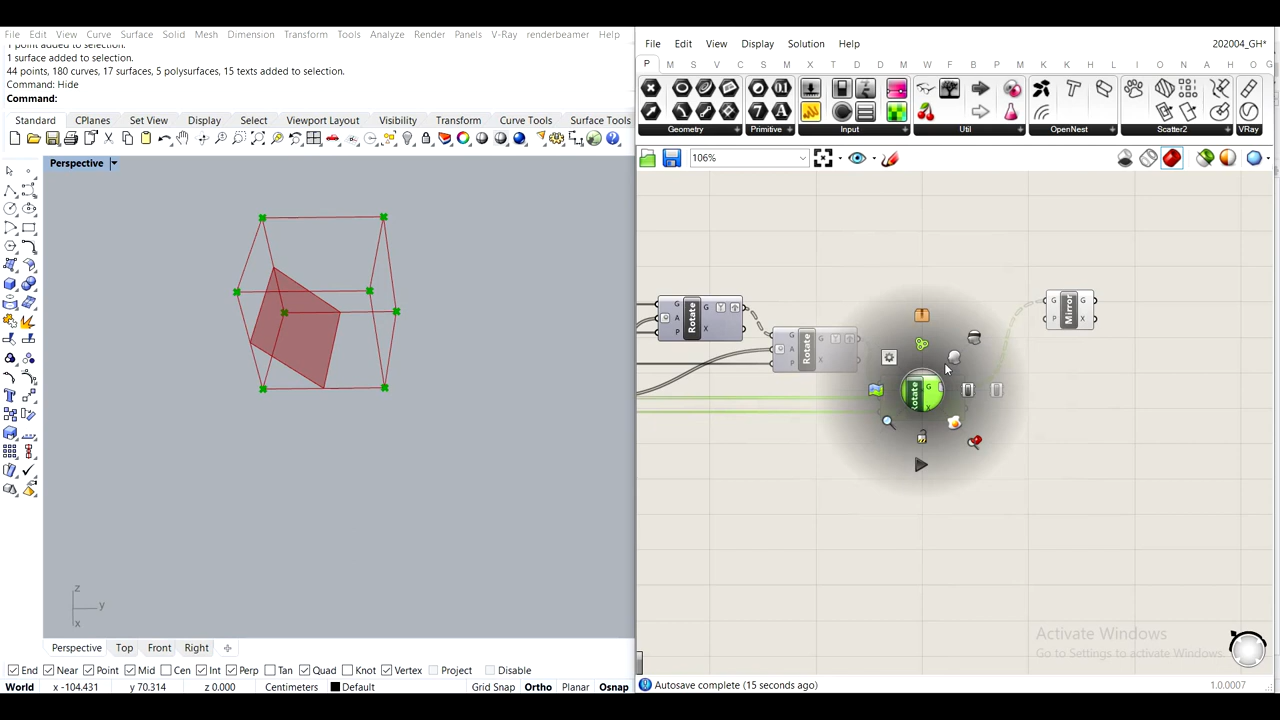 File Edit View Curve Surface Solid Mesh Dimension Transform Tools Analyze Render Panels V-Ray renderbeamer Help
1 surface added to selection.
44 points, 180 curves, 17 surfaces, 5 polysurfaces, 15 texts added to selection.
Command: Hide
Command:
Standard CPlanes Set View Display Select Viewport Layout Visibility Transform Curve Tools Surface Tools
Perspective
z
y
x
Perspective Top Front Right
End Near Point Mid Cen Int Perp Tan Quad Knot Vertex Project Disable
World x -104.431 y 70.314 z 0.000 Centimeters Default Grid Snap Ortho Planar Osnap
File Edit View Display Solution Help 202004_GH*
P M S V C S M X T D D M W F B P M K K L O A H A H L A E O G
Geometry Primitive Input Util OpenNest Scatter2 VRay
106%
Rotate G A P G X
Rotate G A P G X
Rotate G
Mirror G P G X
Activate Windows
Go to Settings to activate Windows.
Autosave complete (15 seconds ago) 1.0.0007